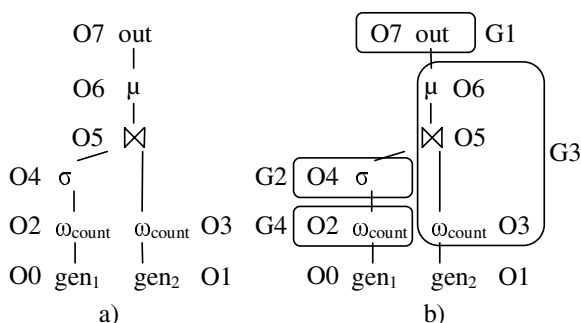 O7 out O7 out G1
O6 μ μ O6
O5 ⋈ ⋈ O5
G3
O4 σ G2 O4 σ
O2 ωcount ωcount O3 G4 O2 ωcount ωcount O3
O0 gen1 gen2 O1 O0 gen1 gen2 O1
a) b)